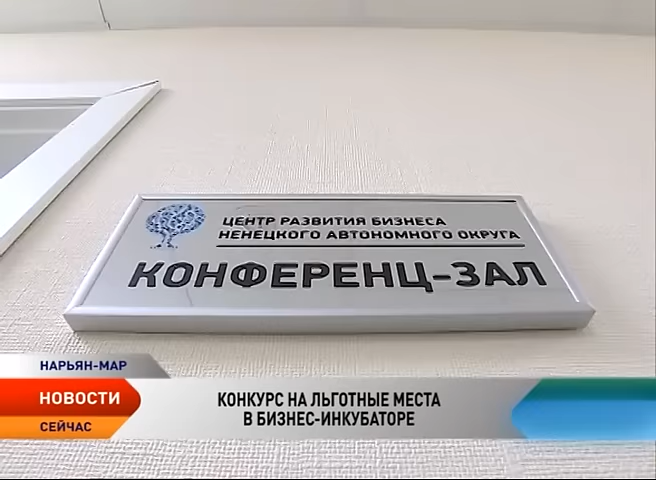 ЦЕНТР РАЗВИТИЯ БИЗНЕСА
НЕНЕЦКОГО АВТОНОМНОГО ОКРУГА
КОНФЕРЕНЦ-ЗАЛ
НАРЬЯН-МАР
НОВОСТИ
СЕЙЧАС
КОНКУРС НА ЛЬГОТНЫЕ МЕСТА
В БИЗНЕС-ИНКУБАТОРЕ